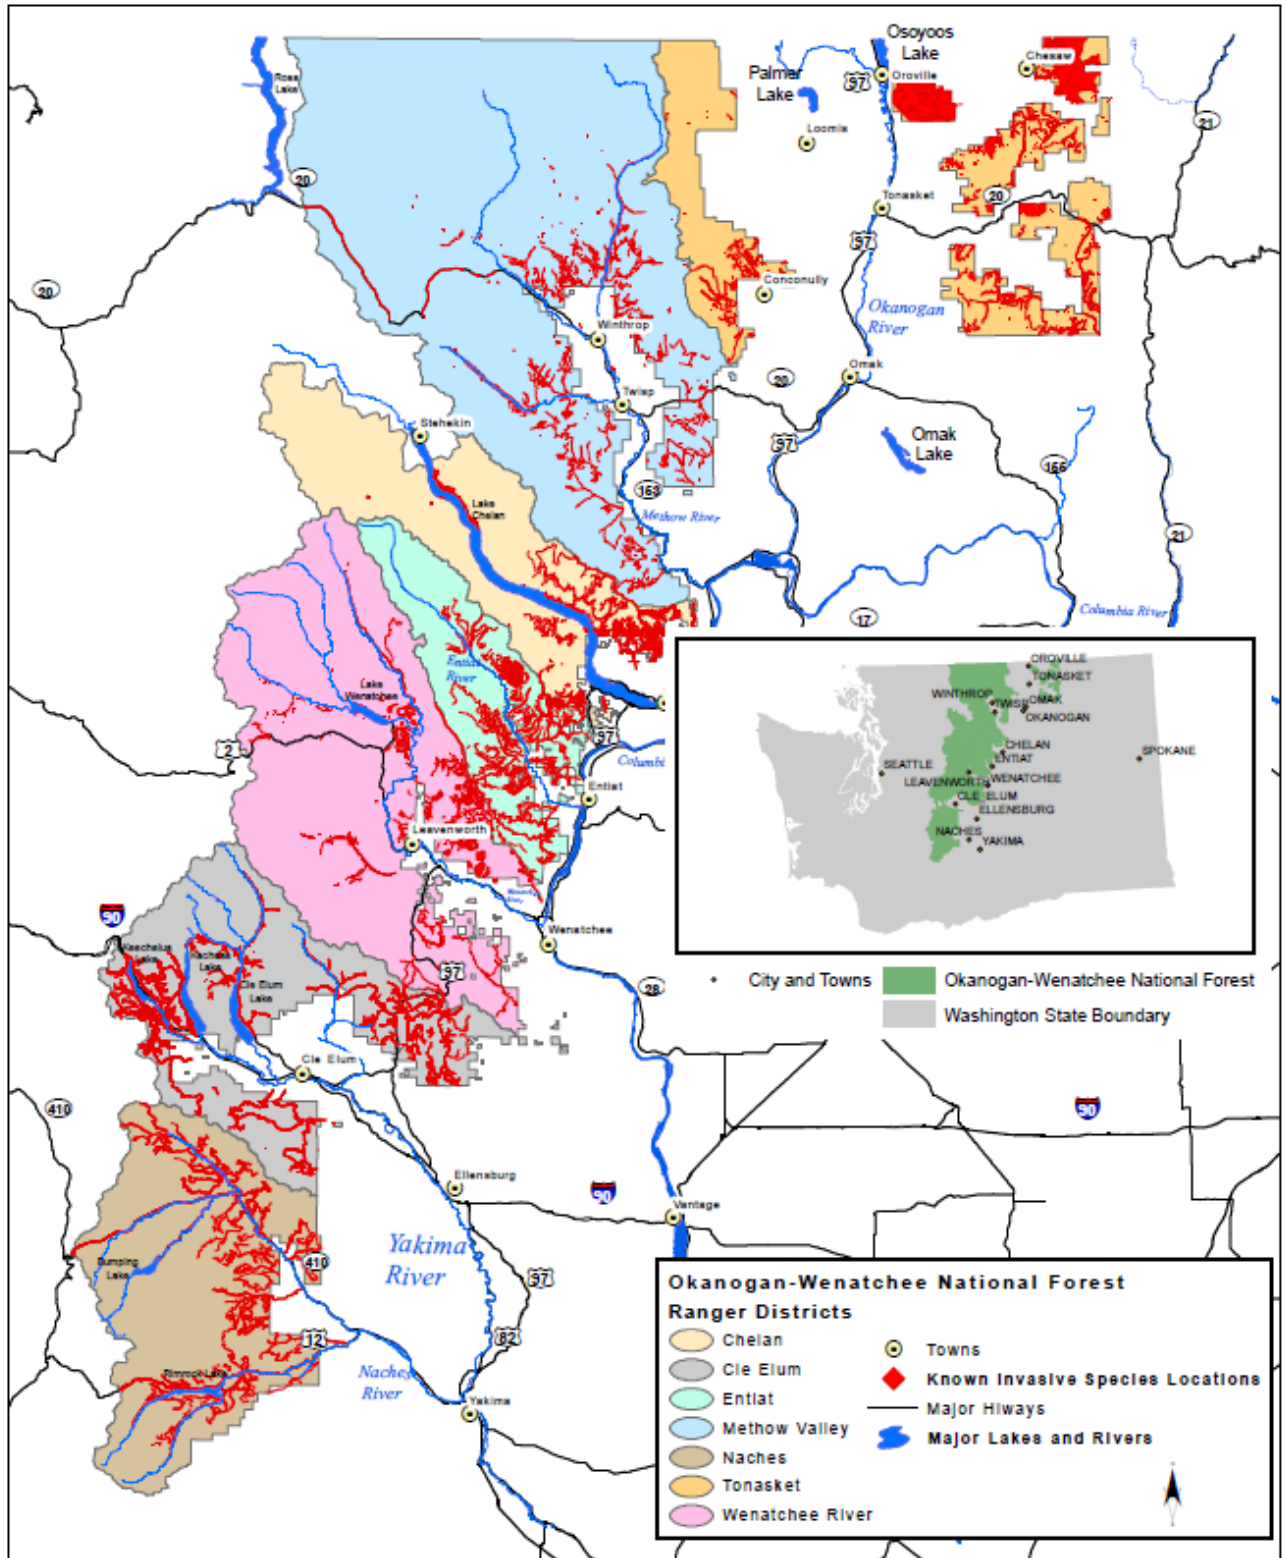 Osoyoos
Lake
Chesaw
Ross
Lake
Palmer
Lake
97
Oroville
Loomis
21
20
20
Tonasket
97
Conconully
20
Okanogan
River
Winthrop
Omak
20
Twisp
Stehekin
97
Omak
Lake
155
153
Lake
Chelan
Methow River
21
17
Columbia River
Entiat
River
Lake
Wenatchee
2
97
Entiat
Leavenworth
90
Wenatchee
Keechelus
Lake
Kachess
Lake
Cle Elum
Lake
97
28
Cle Elum
410
90
Ellensburg
90
Vantage
Yakima
River
410
Bumping
Lake
97
82
12
Rimrock Lake
Naches
River
Yakima
OROVILLE
TONASKET
WINTHROP
OMAK
TWISP
OKANOGAN
CHELAN
SPOKANE
SEATTLE
ENTIAT
LEAVENWORTH
WENATCHEE
CLE ELUM
ELLENSBURG
NACHES
YAKIMA
City and Towns
Okanogan-Wenatchee National Forest
Washington State Boundary
Okanogan-Wenatchee National Forest
Ranger Districts
Chelan
Cle Elum
Entiat
Methow Valley
Naches
Tonasket
Wenatchee River
Towns
Known Invasive Species Locations
Major Hiways
Major Lakes and Rivers